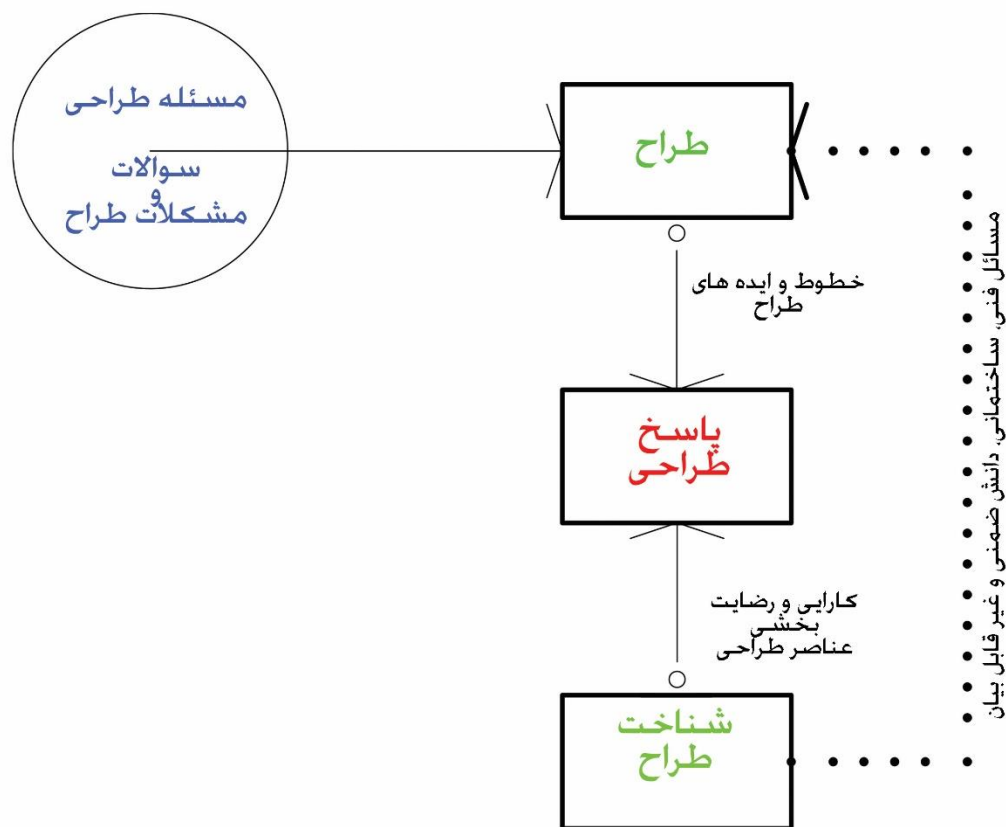 مسئله طراحی
سوالات
و
مشکلات طراح
طراح
خطوط و ایده های
طراح
پاسخ
طراحی
کارایی و رضایت
بخشی
عناصر طراحی
شناخت
طراح
مسائل فنی، ساختمانی، دانش ضمنی و غیر قابل بیان